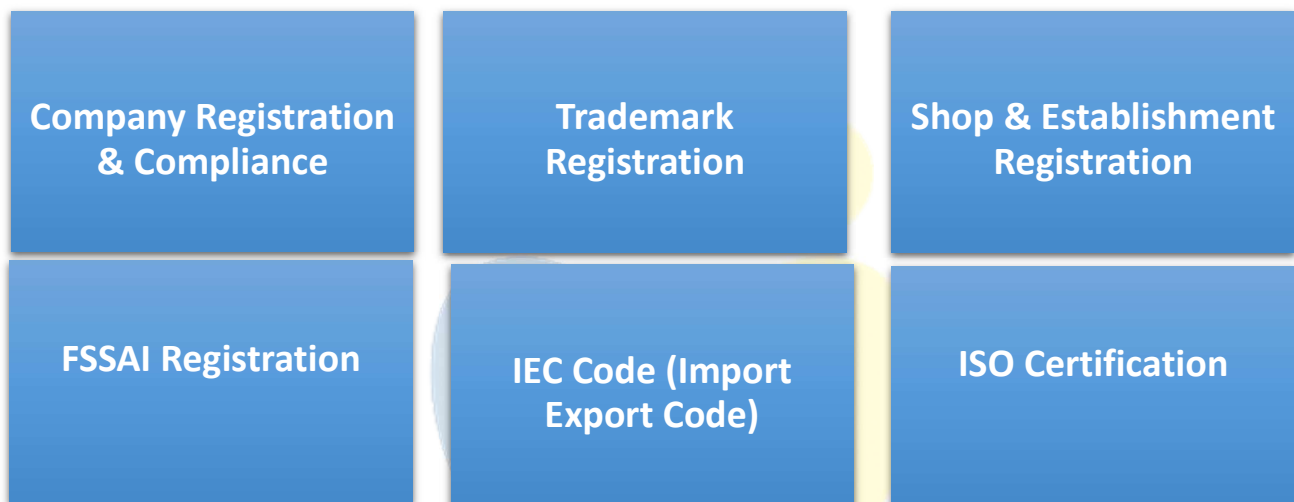 Company Registration
& Compliance
Trademark
Registration
Shop & Establishment
Registration
FSSAI Registration
IEC Code (Import
Export Code)
ISO Certification